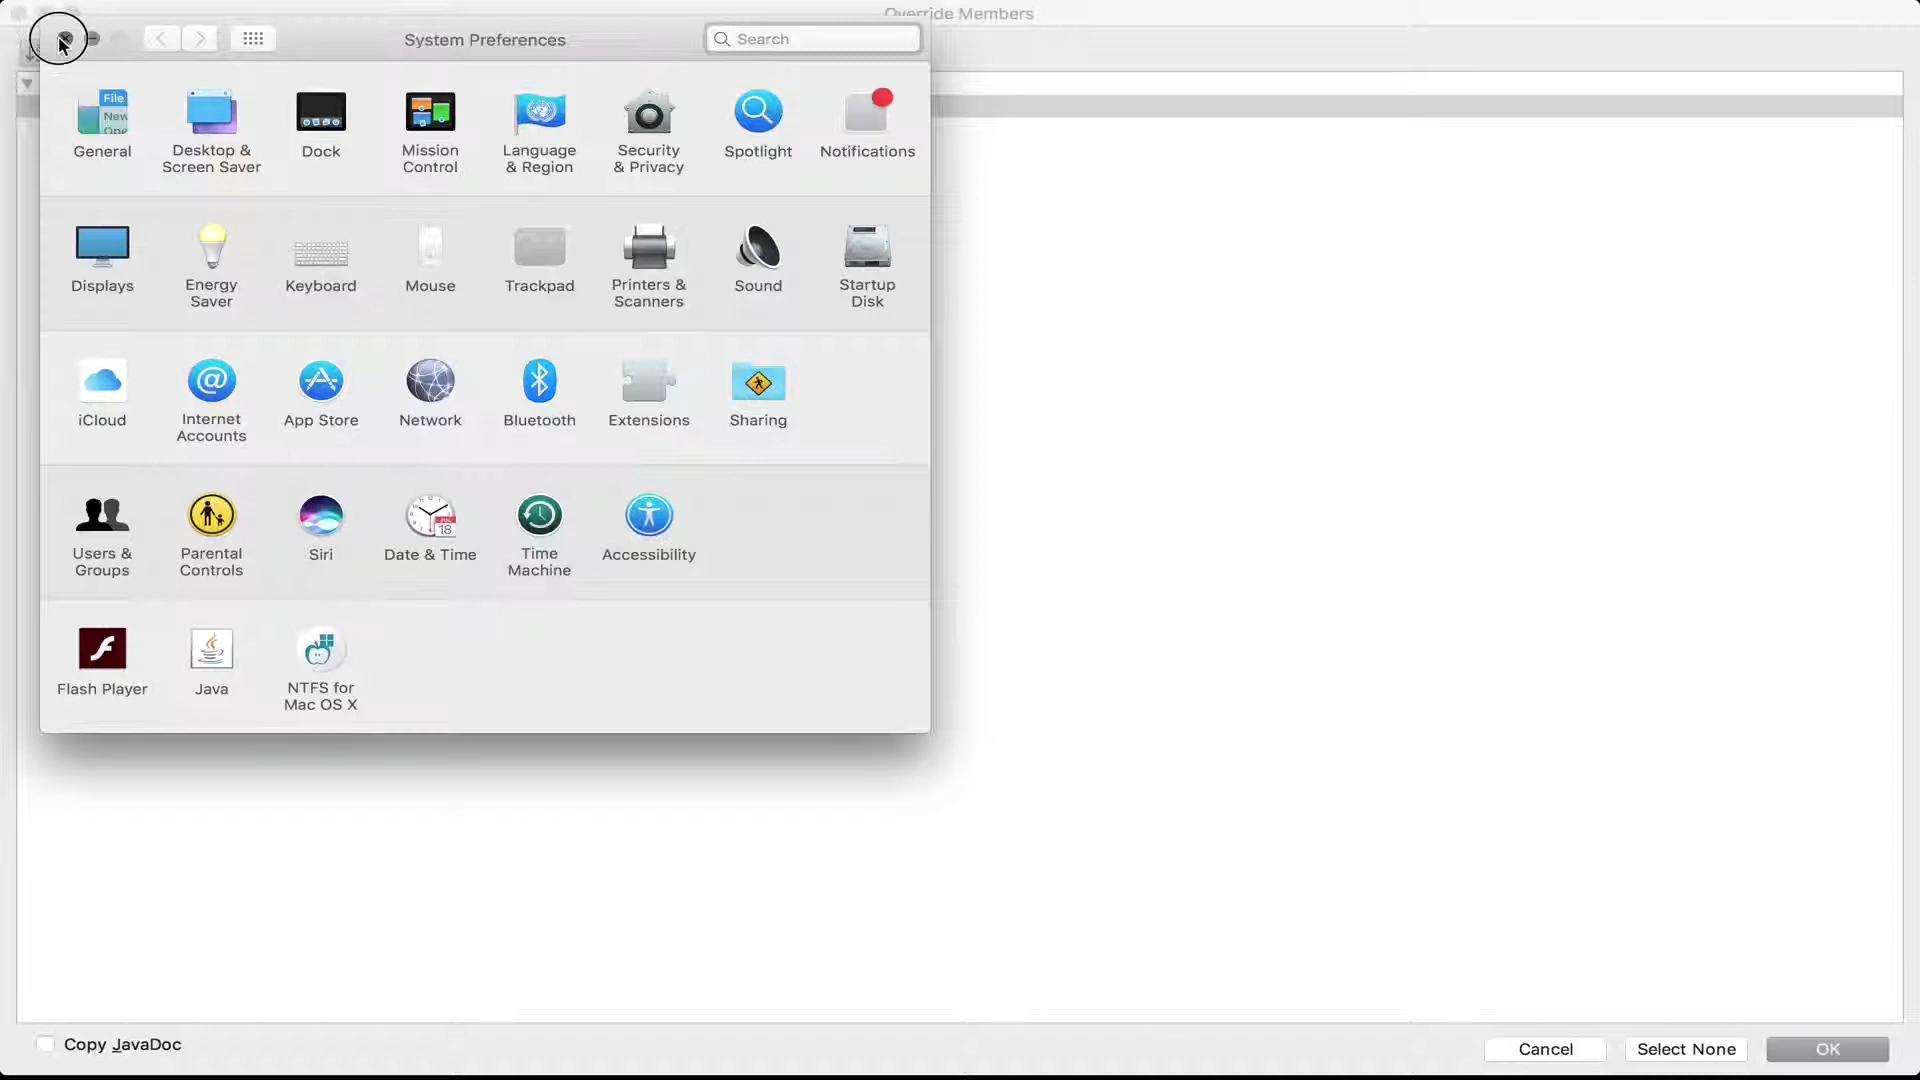 Override Members
System Preferences
Search
File
New
Ope
General
Desktop &
Screen Saver
Dock
Mission
Control
Language
& Region
Security
& Privacy
Spotlight
Notifications
Displays
Energy
Saver
Keyboard
Mouse
Trackpad
Printers &
Scanners
Sound
Startup
Disk
iCloud
Internet
Accounts
App Store
Network
Bluetooth
Extensions
Sharing
Users &
Groups
Parental
Controls
Siri
JUL
18
Date & Time
Time
Machine
Accessibility
Flash Player
Java
NTFS for
Mac OS X
Copy JavaDoc
Cancel
Select None
OK